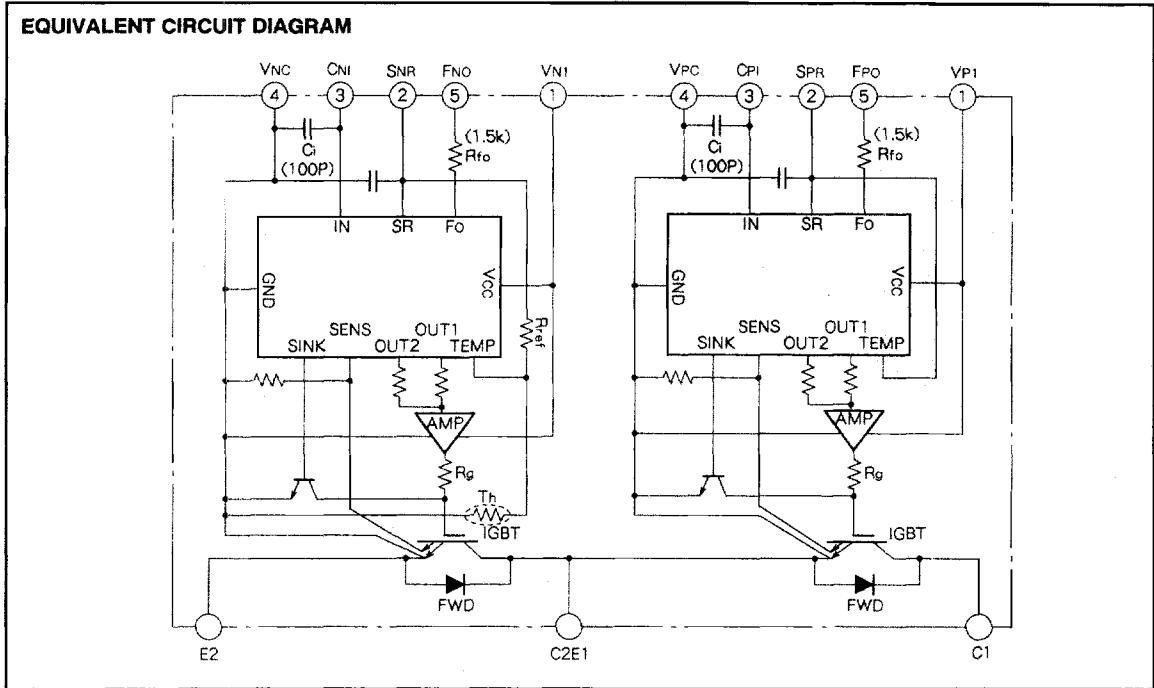 EQUIVALENT CIRCUIT DIAGRAM
VNC CNI SNR FNO VN1 VPC CPI SPR FPO VP1
4 3 2 5 1 4 3 2 5 1
Ci (100P) (1.5k) Rfo Ci (100P) (1.5k) Rfo
IN SR Fo IN SR Fo
GND VCC GND VCC
Rref
SENS OUT1 SENS OUT1
SINK OUT2 TEMP SINK OUT2 TEMP
AMP AMP
Rg Rg
Th
IGBT IGBT
FWD FWD
E2 C2E1 C1